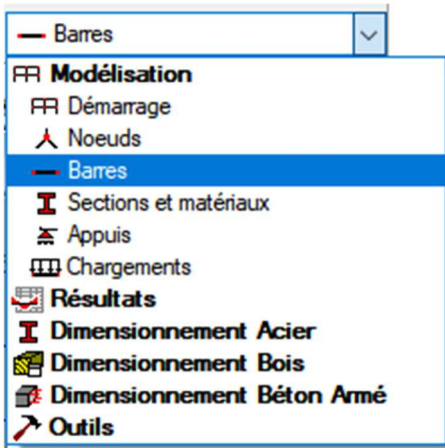 Barres
Modélisation
Démarrage
Noeuds
Barres
Sections et matériaux
Appuis
Chargements
Résultats
Dimensionnement Acier
Dimensionnement Bois
Dimensionnement Béton Armé
Outils